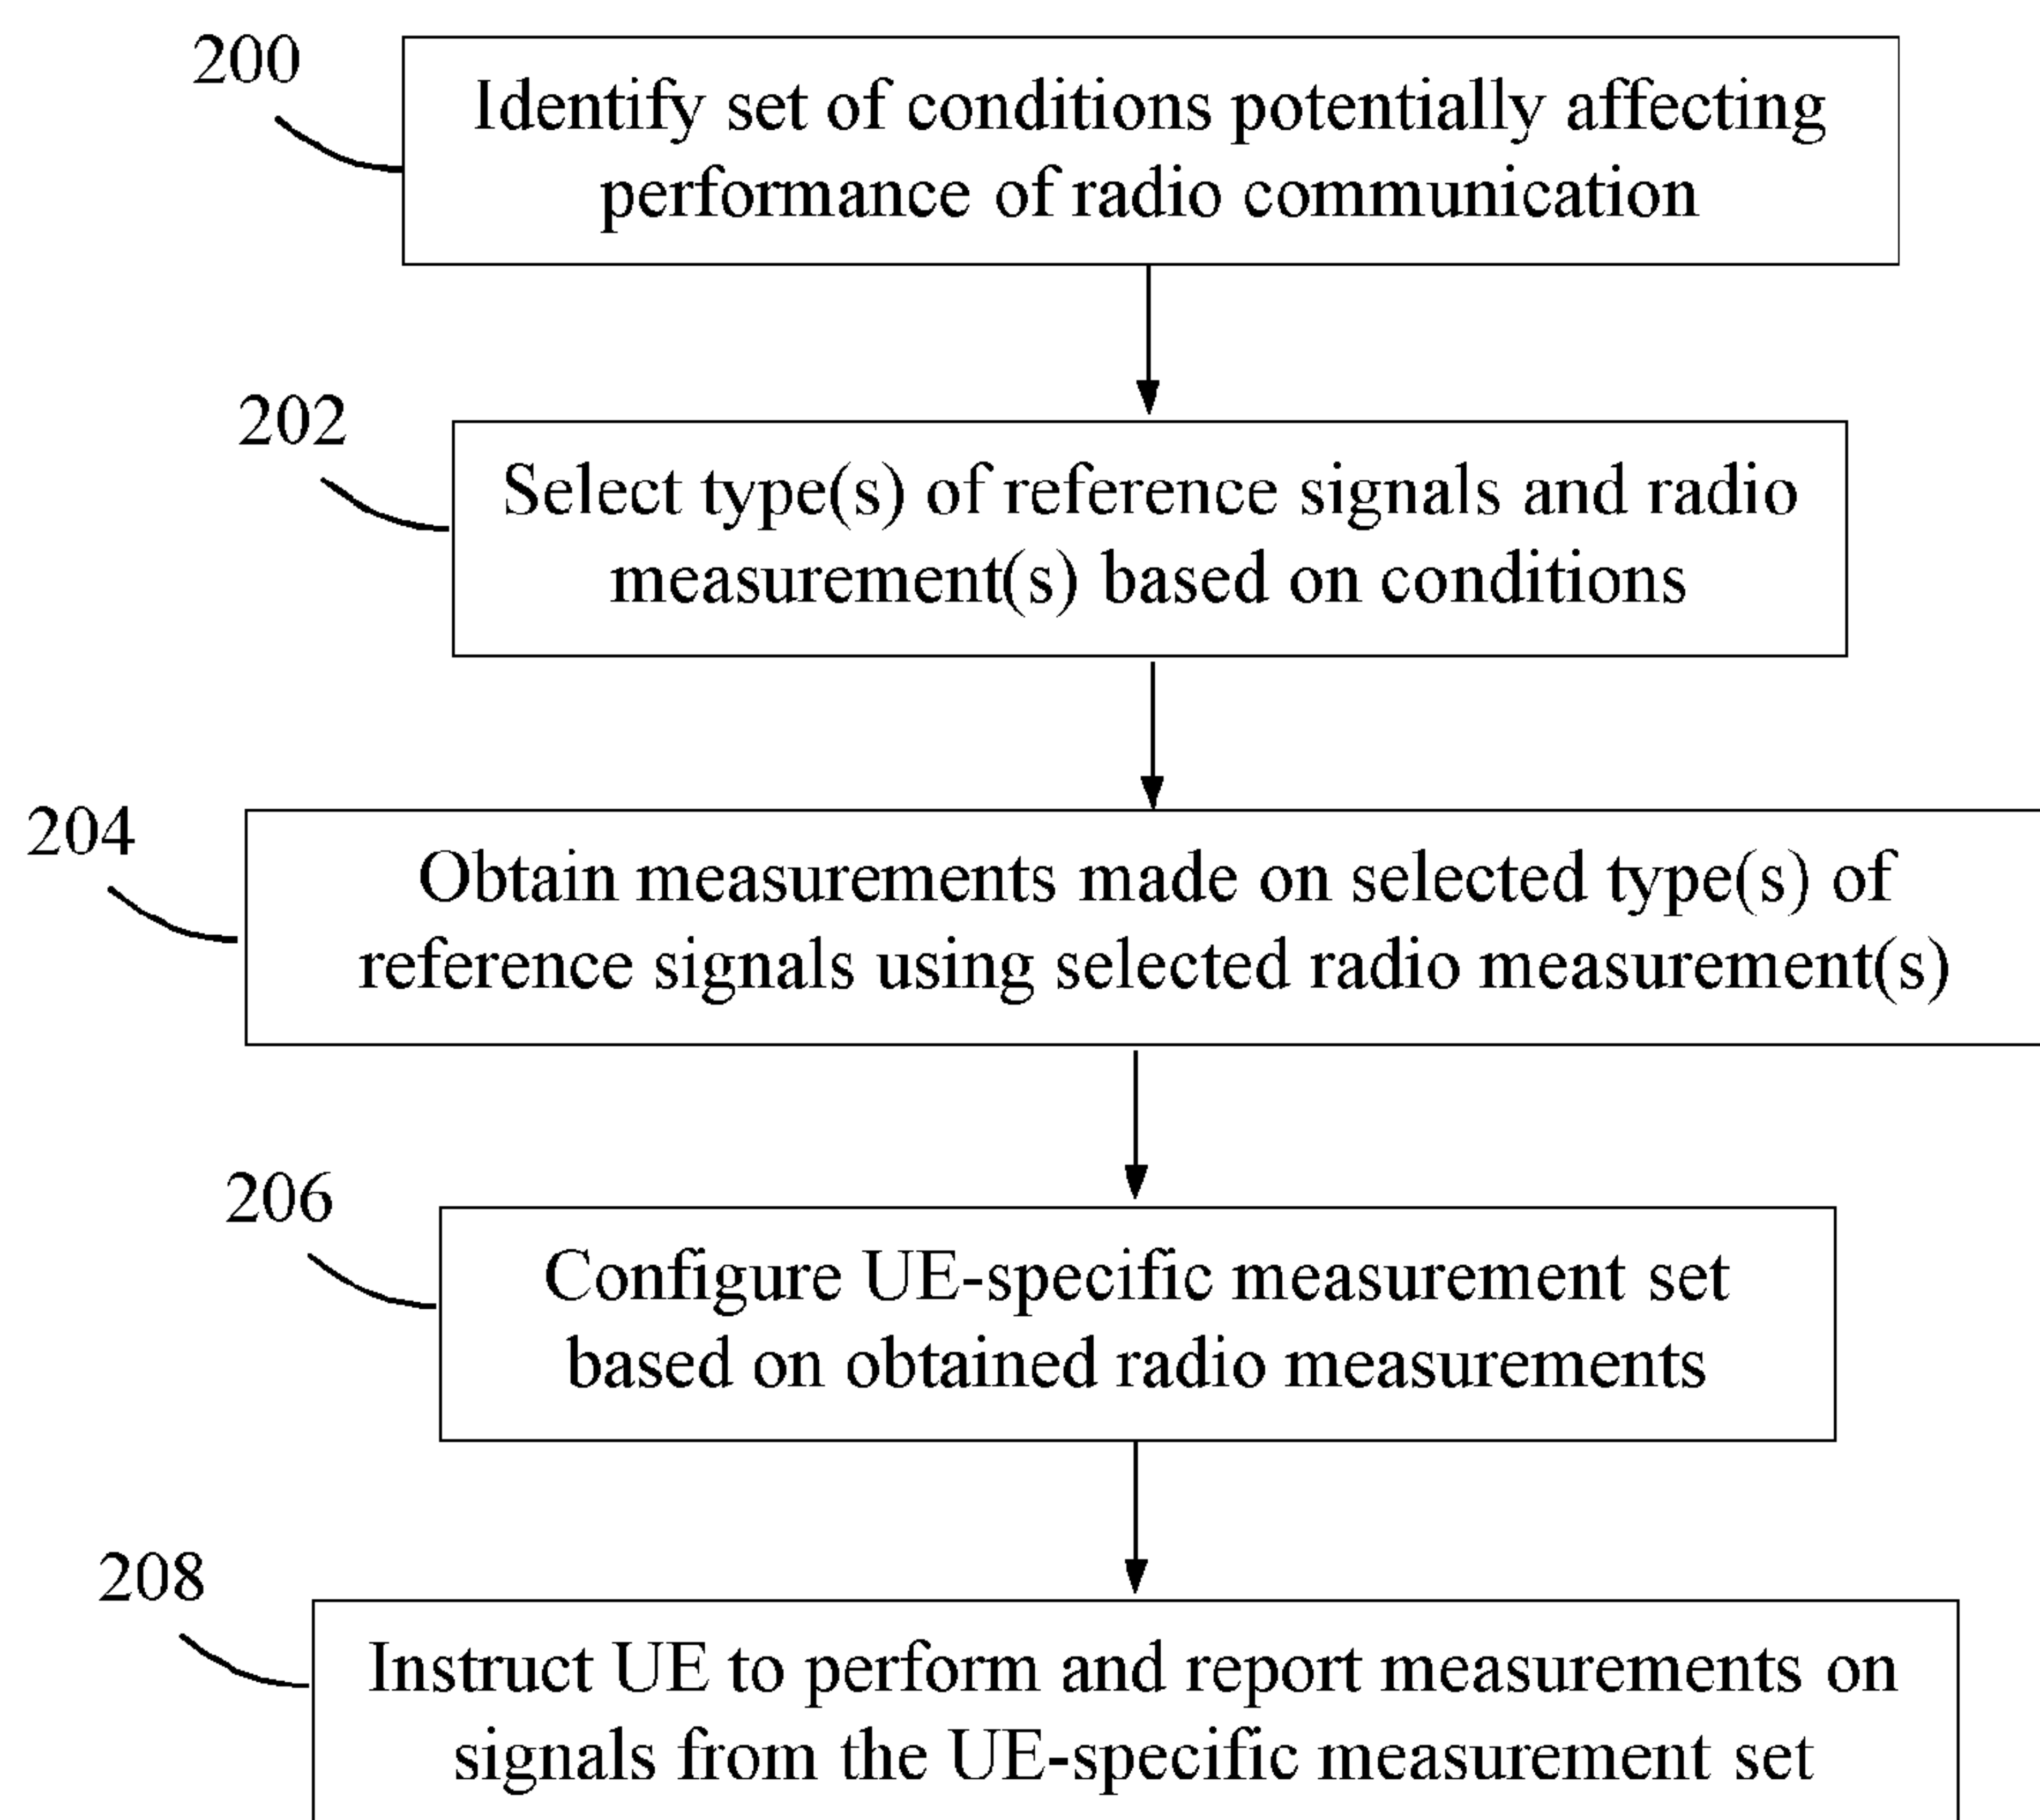 200
Identify set of conditions potentially affecting
performance of radio communication
202
Select type(s) of reference signals and radio
measurement(s) based on conditions
204
Obtain measurements made on selected type(s) of
reference signals using selected radio measurement(s)
206
Configure UE-specific measurement set
based on obtained radio measurements
208
Instruct UE to perform and report measurements on
signals from the UE-specific measurement set